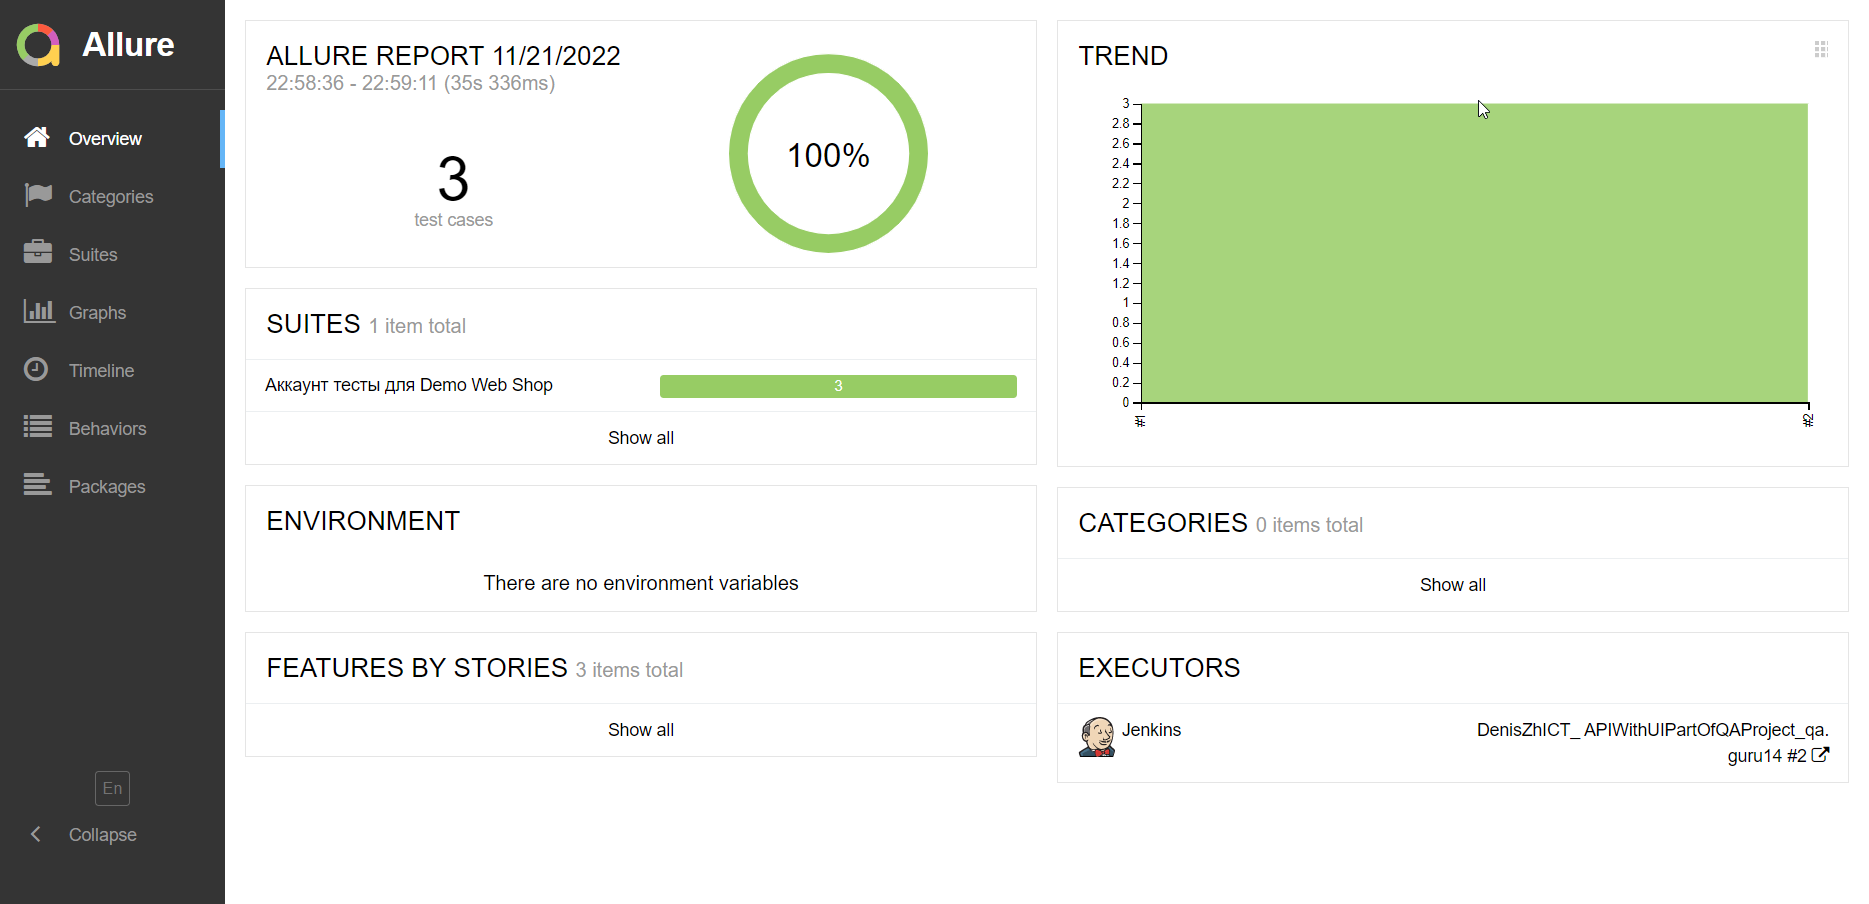 Allure
Overview
Categories
Suites
Graphs
Timeline
Behaviors
Packages
En
Collapse
ALLURE REPORT 11/21/2022
22:58:36 - 22:59:11 (35s 336ms)
3
test cases
100%
SUITES 1 item total
Аккаунт тесты для Demo Web Shop 3
Show all
ENVIRONMENT
There are no environment variables
FEATURES BY STORIES 3 items total
Show all
TREND
3
2.8
2.6
2.4
2.2
2
1.8
1.6
1.4
1.2
1
0.8
0.6
0.4
0.2
0
#1
#2
CATEGORIES 0 items total
Show all
EXECUTORS
Jenkins
DenisZhICT_ APIWithUIPartOfQAProject_qa.
guru14 #2